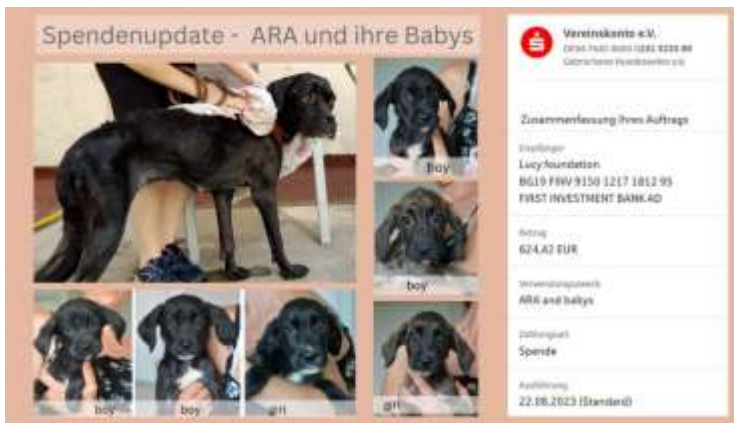 Spendenupdate - ARA und ihre Babys
boy
boy
boy
boy
girl
girl
Vereinskonto e.V.
Zusammenfassung Ihres Auftrags
Empfänger
Lucy foundation
BG19 FINV 9150 1217 1812 95
FIRST INVESTMENT BANK AD
Betrag
624,42 EUR
Verwendungszweck
ARA and babys
Zahlungsart
Spende
Ausführung
22.08.2023 (Standard)